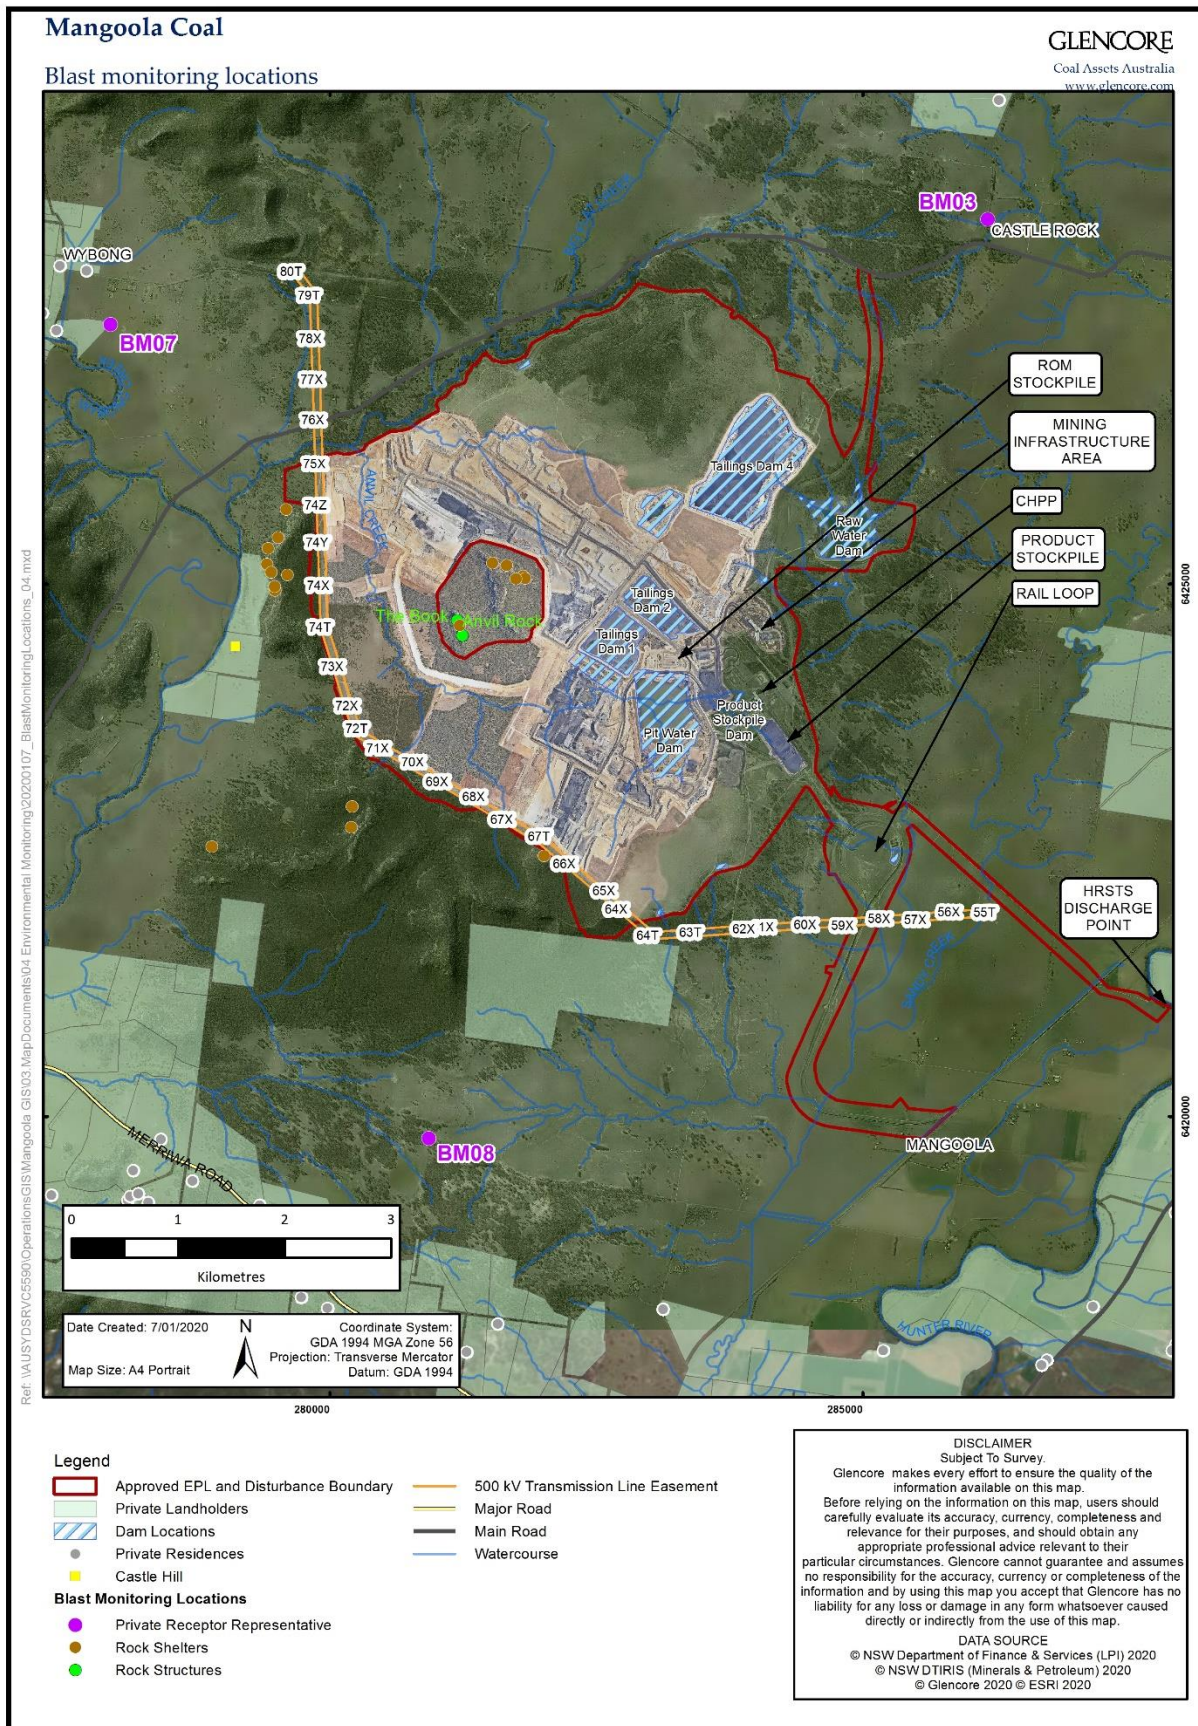 Mangoola Coal
Blast monitoring locations
GLENCORE
Coal Assets Australia
www.glencore.com
BM03
CASTLE ROCK
WYBONG
BM07
80T
79T
78X
77X
76X
75X
74Z
74Y
74X
74T
73X
72X
72T
71X
70X
69X
68X
67X
67T
66X
65X
64X
64T
63T
62X
1X
60X
59X
58X
57X
56X
55T
ANVIL CREEK
The Book
Anvil Rock
Tailings Dam 4
Raw
Water
Dam
Tailings
Dam 2
Tailings
Dam 1
Pit Water
Dam
Product
Stockpile
Dam
ROM
STOCKPILE
MINING
INFRASTRUCTURE
AREA
CHPP
PRODUCT
STOCKPILE
RAIL LOOP
HRSTS
DISCHARGE
POINT
6425000
6420000
MANGOOLA
BM08
MERRIWA ROAD
HUNTER RIVER
0 1 2 3
Kilometres
Date Created: 7/01/2020
Map Size: A4 Portrait
N
Coordinate System:
GDA 1994 MGA Zone 56
Projection: Transverse Mercator
Datum: GDA 1994
280000
285000
Ref: \\AUSYDSRVC5590\OperationsGIS\Mangoola GIS\03.MapDocuments\04 Environmental Monitoring\20200107_BlastMonitoringLocations_04.mxd
Legend
Approved EPL and Disturbance Boundary
Private Landholders
Dam Locations
Private Residences
Castle Hill
Blast Monitoring Locations
Private Receptor Representative
Rock Shelters
Rock Structures
500 kV Transmission Line Easement
Major Road
Main Road
Watercourse
DISCLAIMER
Subject To Survey.
Glencore makes every effort to ensure the quality of the
information available on this map.
Before relying on the information on this map, users should
carefully evaluate its accuracy, currency, completeness and
relevance for their purposes, and should obtain any
appropriate professional advice relevant to their
particular circumstances. Glencore cannot guarantee and assumes
no responsibility for the accuracy, currency or completeness of the
information and by using this map you accept that Glencore has no
liability for any loss or damage in any form whatsoever caused
directly or indirectly from the use of this map.
DATA SOURCE
© NSW Department of Finance & Services (LPI) 2020
© NSW DTIRIS (Minerals & Petroleum) 2020
© Glencore 2020 © ESRI 2020